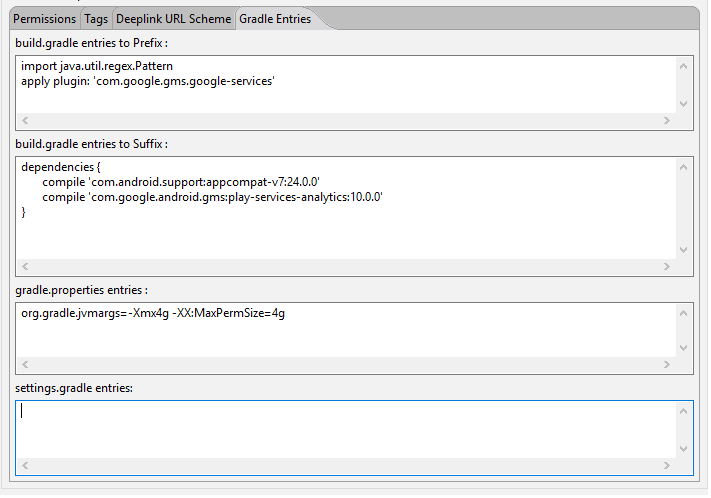 Permissions Tags Deeplink URL Scheme Gradle Entries
build.gradle entries to Prefix :
import java.util.regex.Pattern
apply plugin: 'com.google.gms.google-services'
build.gradle entries to Suffix :
dependencies {
compile 'com.android.support:appcompat-v7:24.0.0'
compile 'com.google.android.gms:play-services-analytics:10.0.0'
}
gradle.properties entries :
org.gradle.jvmargs=-Xmx4g -XX:MaxPermSize=4g
settings.gradle entries: